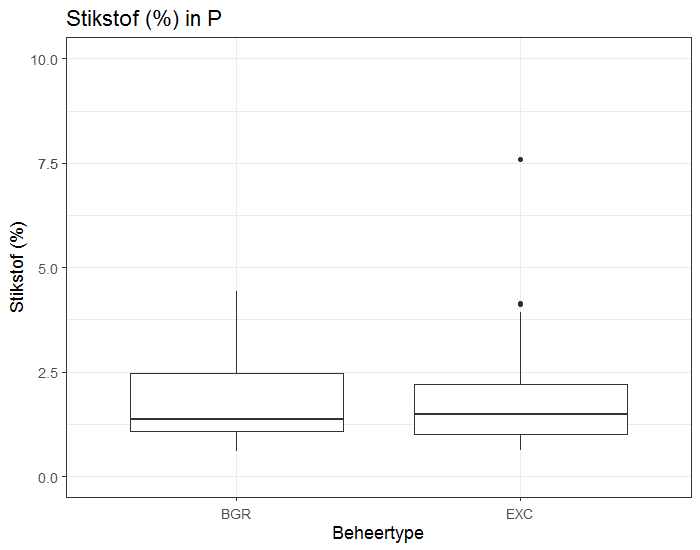 Stikstof (%) in P
10.0
7.5
5.0
2.5
0.0
Stikstof (%)
BGR
EXC
Beheertype